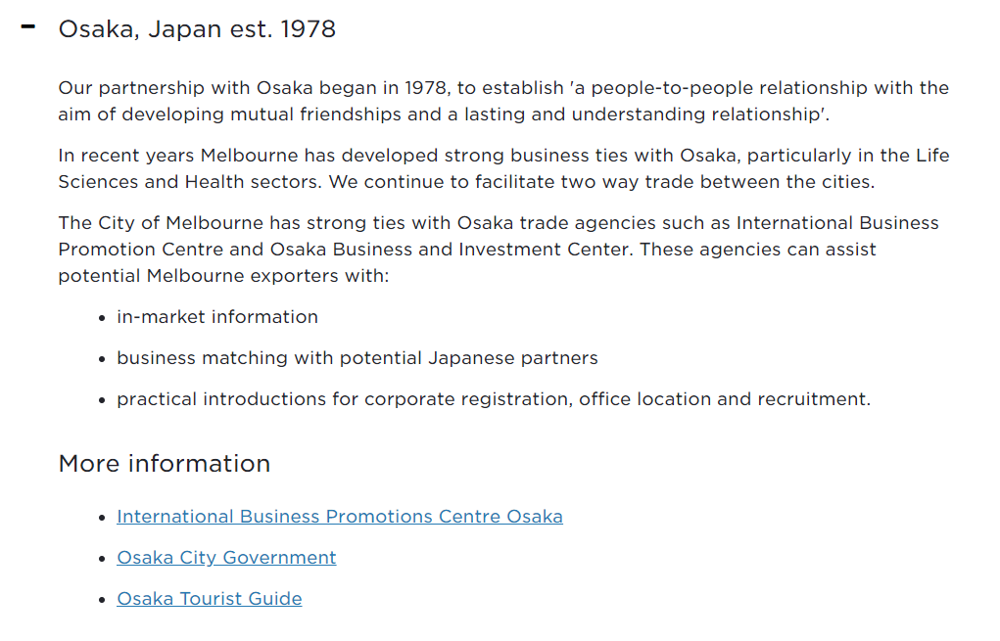 Osaka, Japan est. 1978
Our partnership with Osaka began in 1978, to establish 'a people-to-people relationship with the
aim of developing mutual friendships and a lasting and understanding relationship'.
In recent years Melbourne has developed strong business ties with Osaka, particularly in the Life
Sciences and Health sectors. We continue to facilitate two way trade between the cities.
The City of Melbourne has strong ties with Osaka trade agencies such as International Business
Promotion Centre and Osaka Business and Investment Center. These agencies can assist
potential Melbourne exporters with:
• in-market information
• business matching with potential Japanese partners
• practical introductions for corporate registration, office location and recruitment.
More information
• International Business Promotions Centre Osaka
• Osaka City Government
• Osaka Tourist Guide